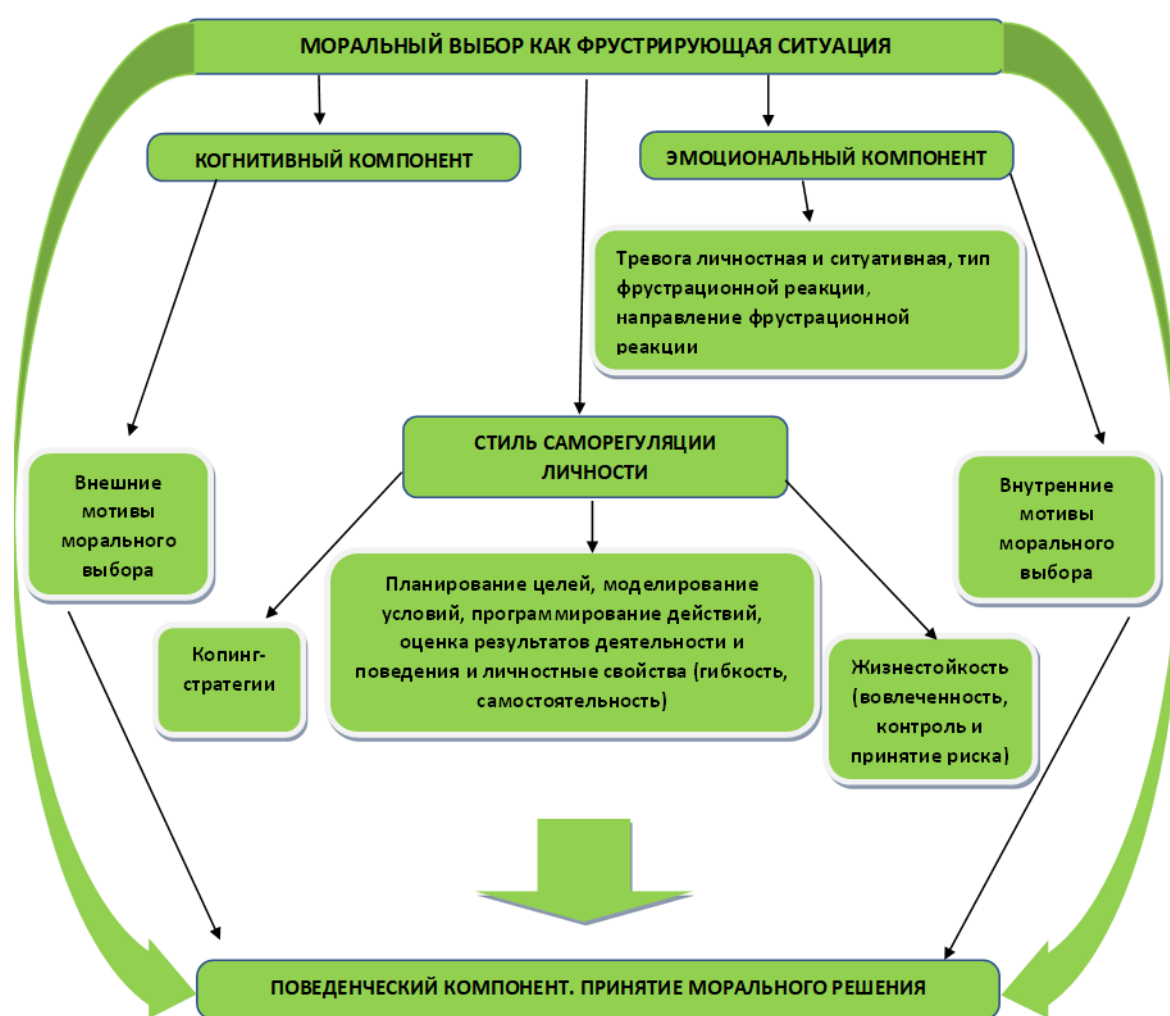 МОРАЛЬНЫЙ ВЫБОР КАК ФРУСТРИРУЮЩАЯ СИТУАЦИЯ
КОГНИТИВНЫЙ КОМПОНЕНТ
ЭМОЦИОНАЛЬНЫЙ КОМПОНЕНТ
Тревога личностная и ситуативная, тип
фрустрационной реакции,
направление фрустрационной
реакции
СТИЛЬ САМОРЕГУЛЯЦИИ
ЛИЧНОСТИ
Внешние
мотивы
морального
выбора
Внутренние
мотивы
морального
выбора
Копинг-
стратегии
Планирование целей, моделирование
условий, программирование действий,
оценка результатов деятельности и
поведения и личностные свойства (гибкость,
самостоятельность)
Жизнестойкость
(вовлеченность,
контроль и
принятие риска)
ПОВЕДЕНЧЕСКИЙ КОМПОНЕНТ. ПРИНЯТИЕ МОРАЛЬНОГО РЕШЕНИЯ